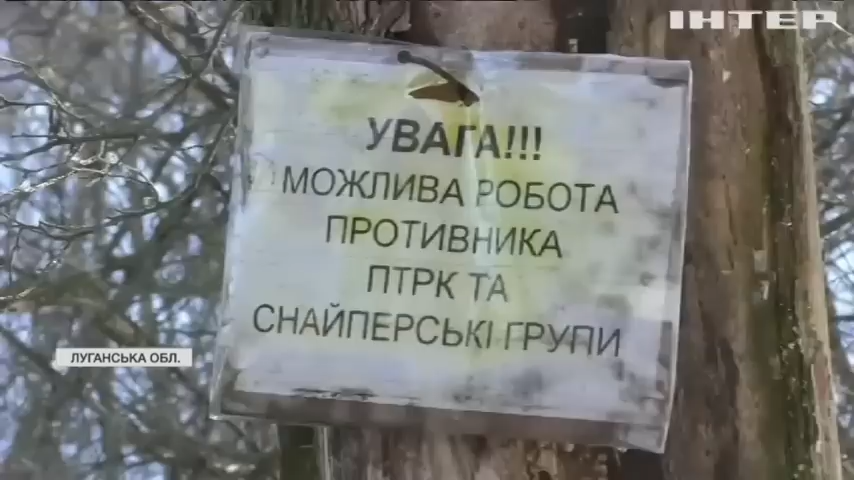 ІНТЕР
УВАГА!!!
МОЖЛИВА РОБОТА
ПРОТИВНИКА
ПТРК ТА
СНАЙПЕРСЬКІ ГРУПИ
ЛУГАНСЬКА ОБЛ.